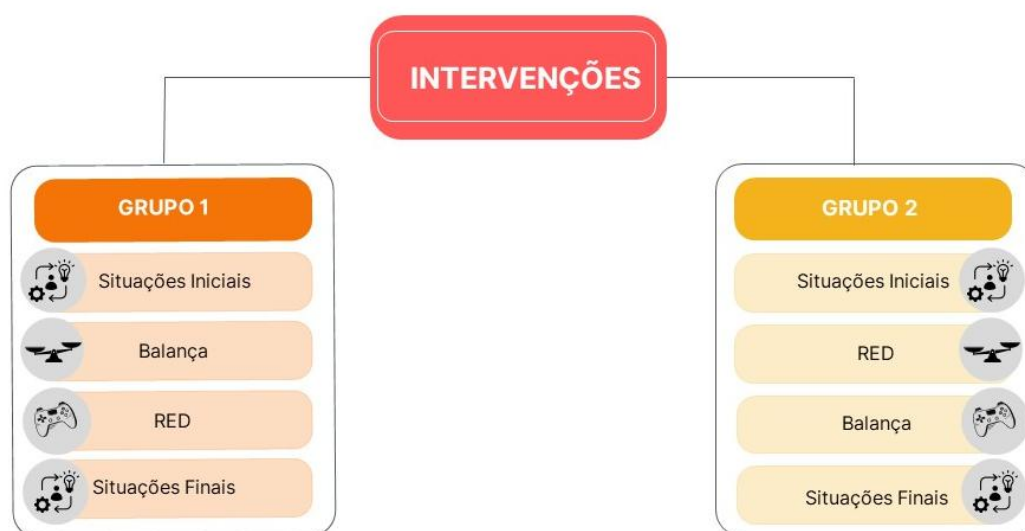 INTERVENÇÕES
GRUPO 1
Situações Iniciais
Balança
RED
Situações Finais
GRUPO 2
Situações Iniciais
RED
Balança
Situações Finais